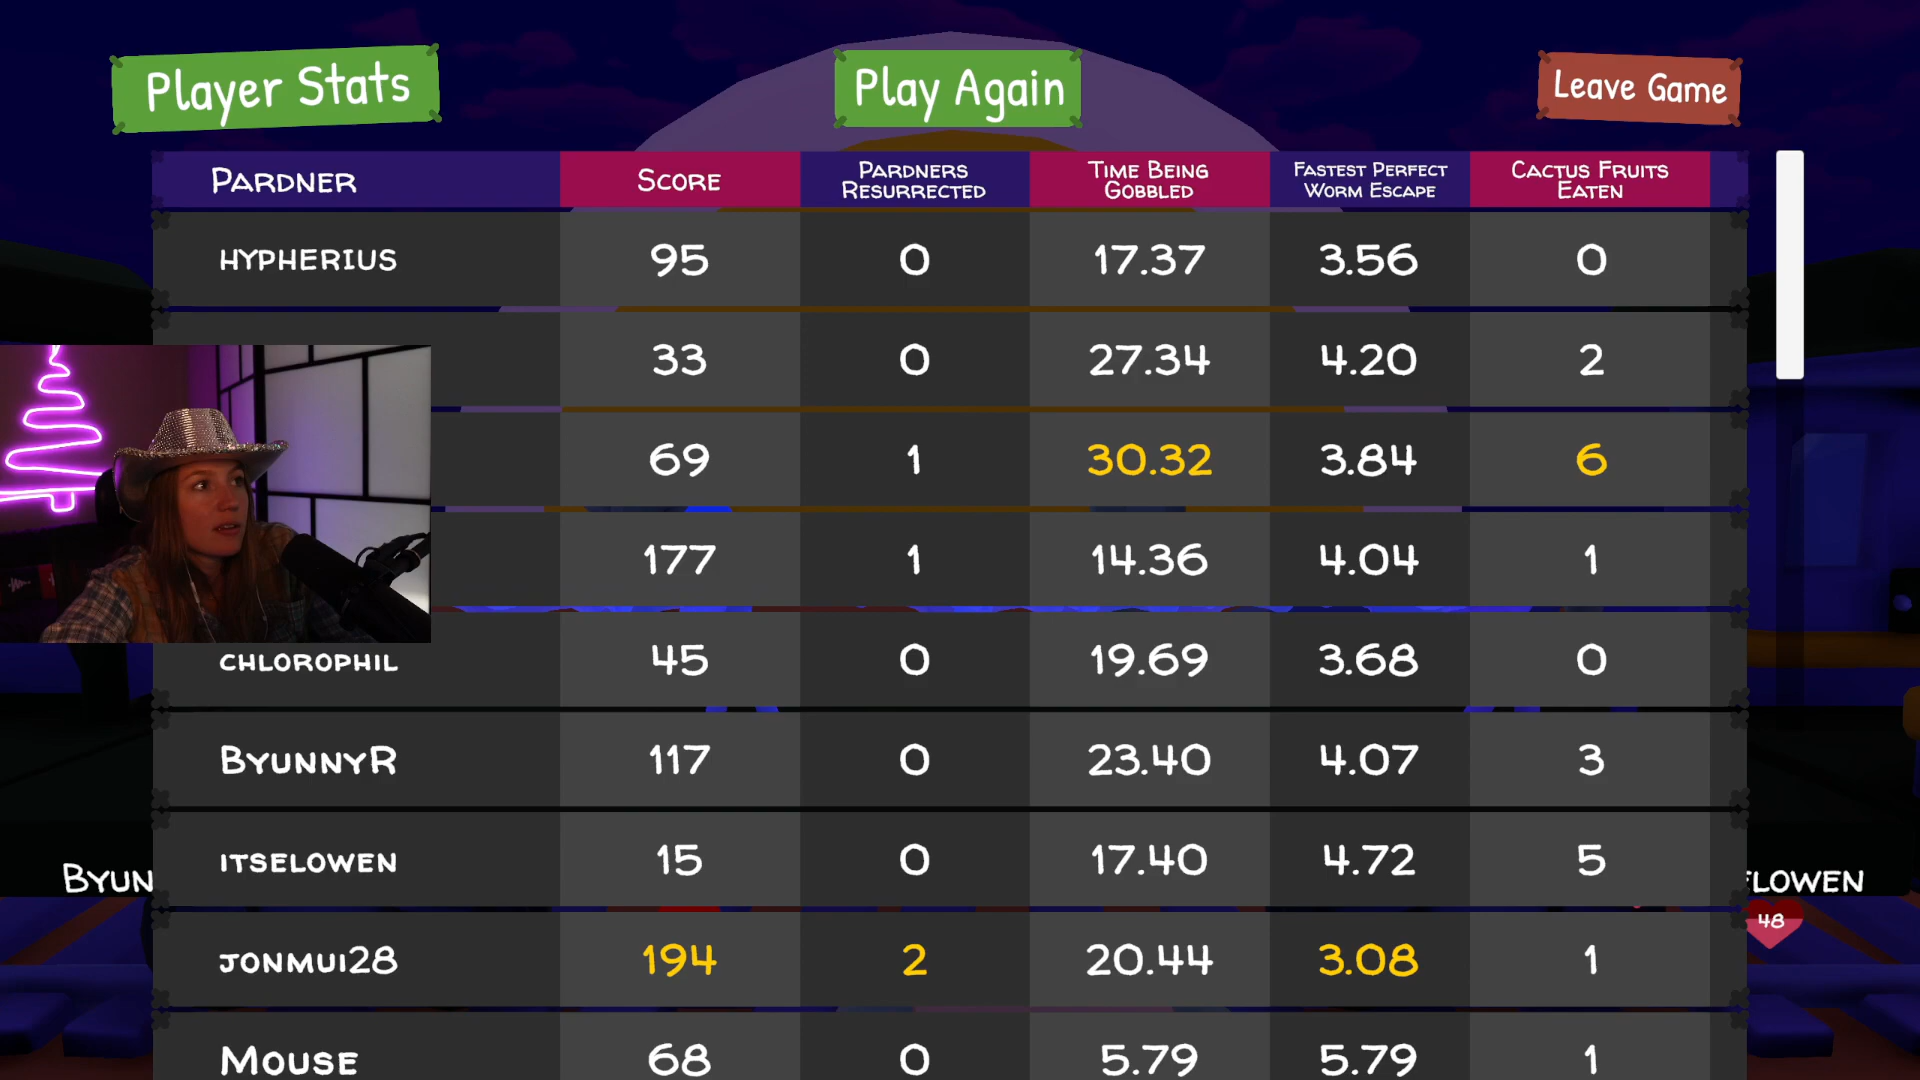 Player Stats
Play Again
Leave Game
Pardner Score Pardners Resurrected Time Being Gobbled Fastest Perfect Worm Escape Cactus Fruits Eaten
hypherius 95 0 17.37 3.56 0
33 0 27.34 4.20 2
69 1 30.32 3.84 6
177 1 14.36 4.04 1
chlorophil 45 0 19.69 3.68 0
ByunnyR 117 0 23.40 4.07 3
itselowen 15 0 17.40 4.72 5
jonmui28 194 2 20.44 3.08 1
Mouse 68 0 5.79 5.79 1
Byun
lowen
48